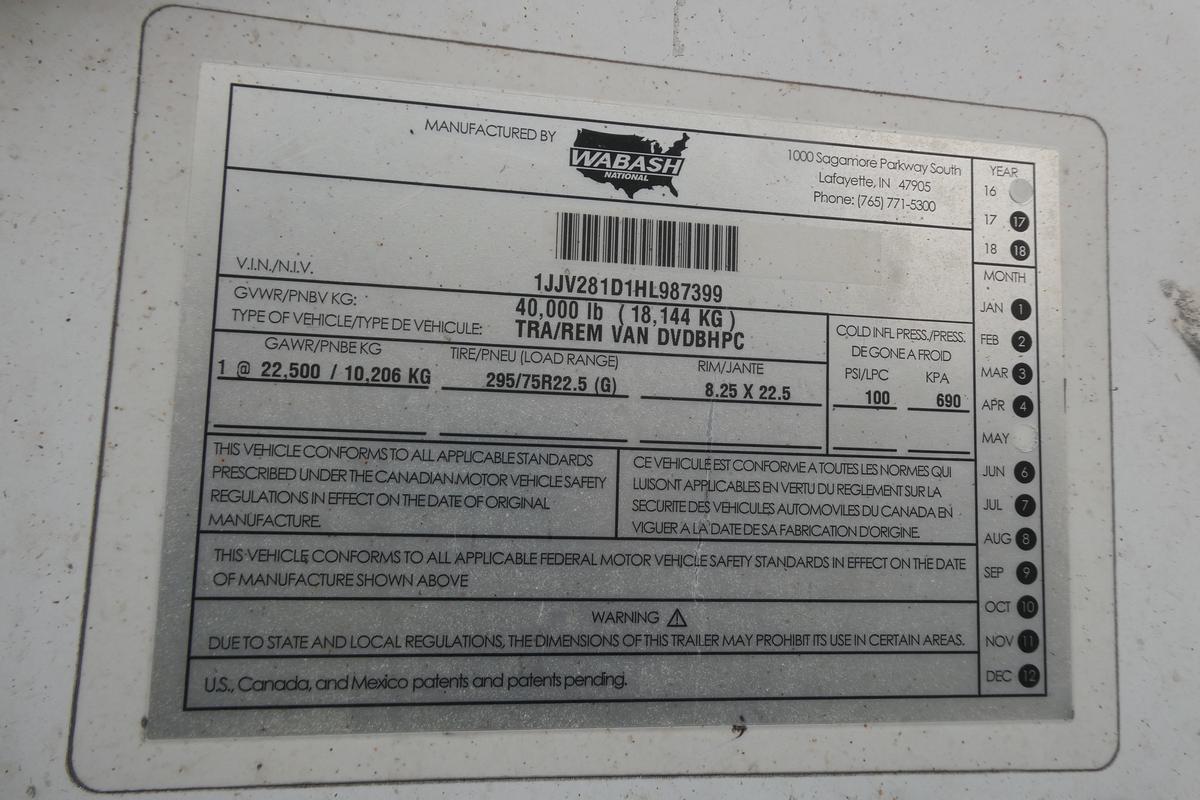 MANUFACTURED BY
WABASH
NATIONAL
1000 Sagamore Parkway South
Lafayette, IN 47905
Phone: (765) 771-5300
V.I.N./N.I.V.
1JJV281D1HL987399
GVWR/PNBV KG: 40,000 lb ( 18,144 KG )
TYPE OF VEHICLE/TYPE DE VEHICULE: TRA/REM VAN DVDBHPC
GAWR/PNBE KG TIRE/PNEU (LOAD RANGE) RIM/JANTE
1 @ 22,500 / 10,206 KG 295/75R22.5 (G) 8.25 X 22.5
COLD INFL PRESS./PRESS.
DE GONE A FROID
PSI/LPC KPA
100 690
THIS VEHICLE CONFORMS TO ALL APPLICABLE STANDARDS
PRESCRIBED UNDER THE CANADIAN MOTOR VEHICLE SAFETY
REGULATIONS IN EFFECT ON THE DATE OF ORIGINAL
MANUFACTURE.
CE VEHICULE EST CONFORME A TOUTES LES NORMES QUI
LUISONT APPLICABLES EN VERTU DU REGLEMENT SUR LA
SECURITE DES VEHICULES AUTOMOVILES DU CANADA EN
VIGUER A LA DATE DE SA FABRICATION D'ORIGINE.
THIS VEHICLE CONFORMS TO ALL APPLICABLE FEDERAL MOTOR VEHICLE SAFETY STANDARDS IN EFFECT ON THE DATE
OF MANUFACTURE SHOWN ABOVE
WARNING
DUE TO STATE AND LOCAL REGULATIONS, THE DIMENSIONS OF THIS TRAILER MAY PROHIBIT ITS USE IN CERTAIN AREAS.
U.S., Canada, and Mexico patents and patents pending.
YEAR
16
17 17
18 18
MONTH
JAN 1
FEB 2
MAR 3
APR 4
MAY
JUN 6
JUL 7
AUG 8
SEP 9
OCT 10
NOV 11
DEC 12